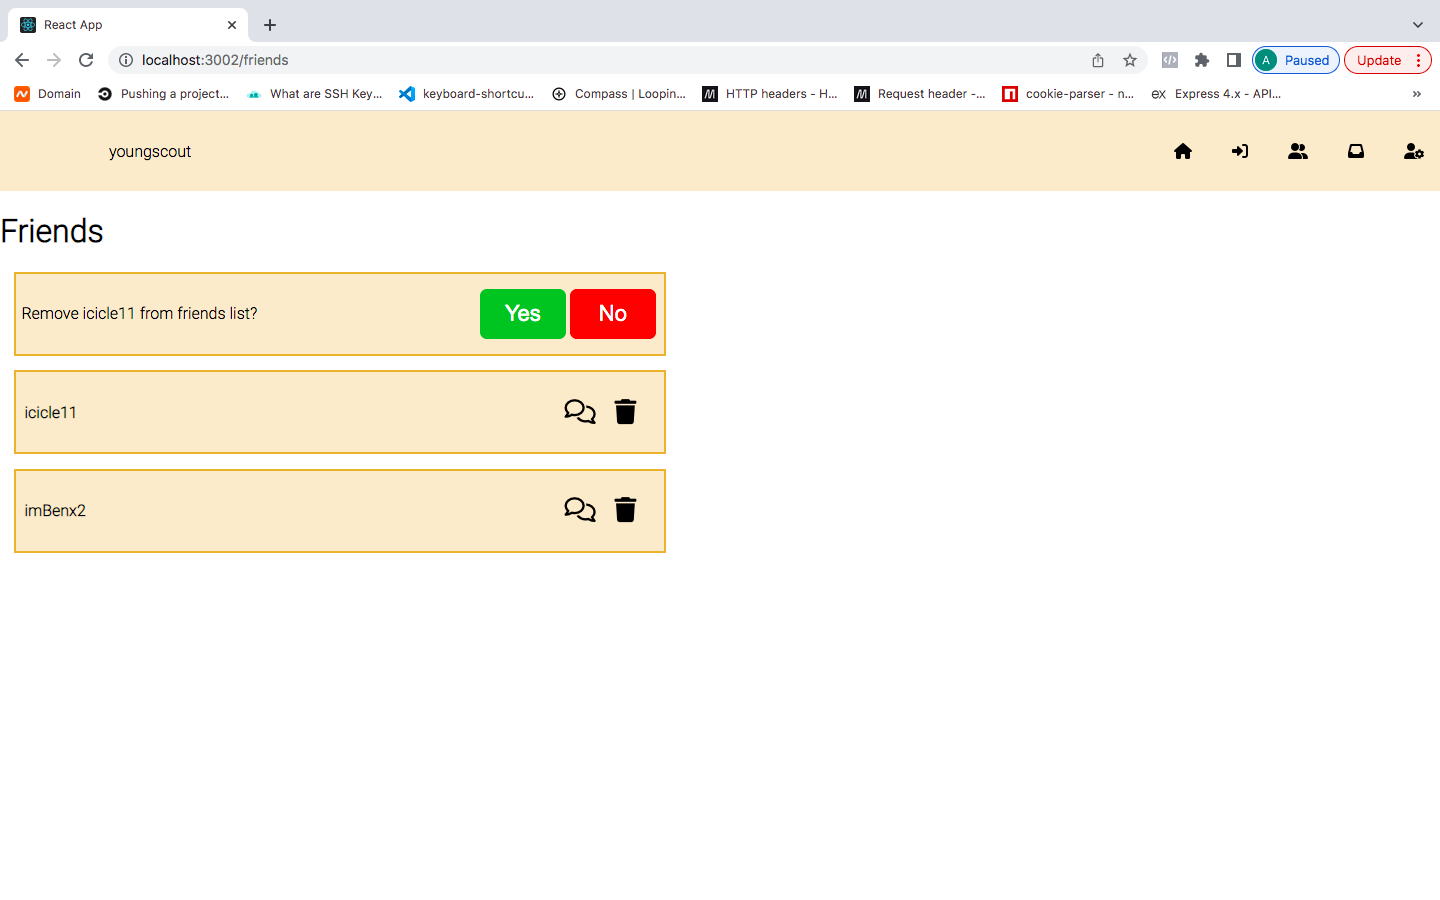 React App
localhost:3002/friends
A Paused Update
Domain Pushing a project... What are SSH Key... keyboard-shortcu... Compass | Loopin... HTTP headers - H... Request header -... cookie-parser - n... ex Express 4.x - API... »
youngscout
Friends
Remove icicle11 from friends list? Yes No
icicle11
imBenx2